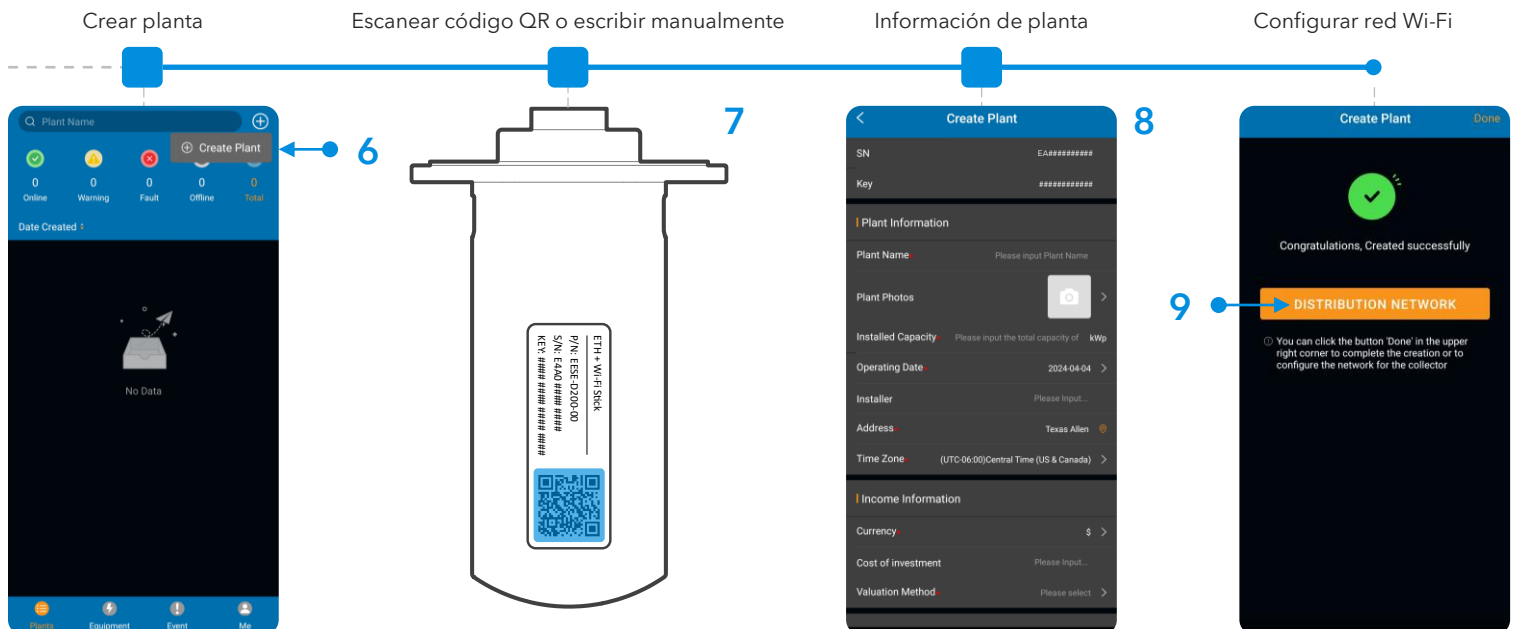 Crear planta
Escanear código QR o escribir manualmente
Información de planta
Configurar red Wi-Fi
Plant Name
Create Plant
6
0
0
0
0
0
Online
Warning
Fault
Offline
Total
Date Created
No Data
Plants
Equipment
Event
Me
7
ETH + Wi-Fi Stick
P/N: EESE-D200-00
S/N: E4A0 #### ####
KEY: #### #### #### ####
8
Create Plant
SN EA##########
Key ############
Plant Information
Plant Name* Please input Plant Name
Plant Photos
Installed Capacity* Please input the total capacity of kWp
Operating Date* 2024-04-04
Installer Please Input...
Address* Texas Allen
Time Zone* (UTC-06:00)Central Time (US & Canada)
Income Information
Currency* $
Cost of investment Please Input...
Valuation Method* Please select
9
Create Plant Done
Congratulations, Created successfully
DISTRIBUTION NETWORK
You can click the button 'Done' in the upper
right corner to complete the creation or to
configure the network for the collector